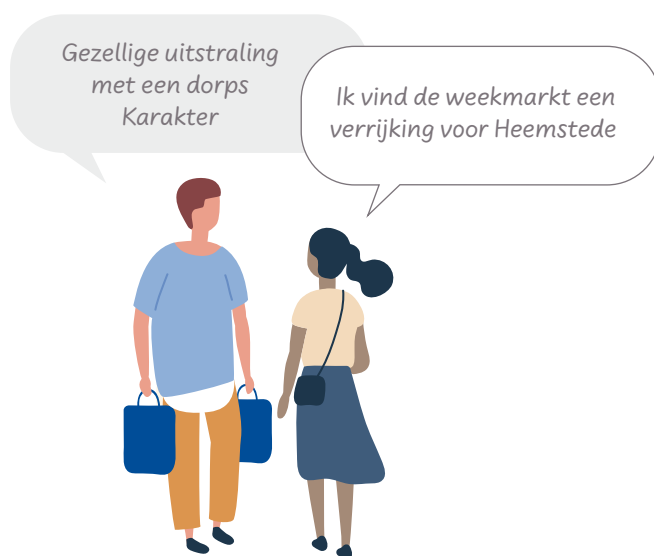 Gezellige uitstraling
met een dorps
Karakter
Ik vind de weekmarkt een
verrijking voor Heemstede